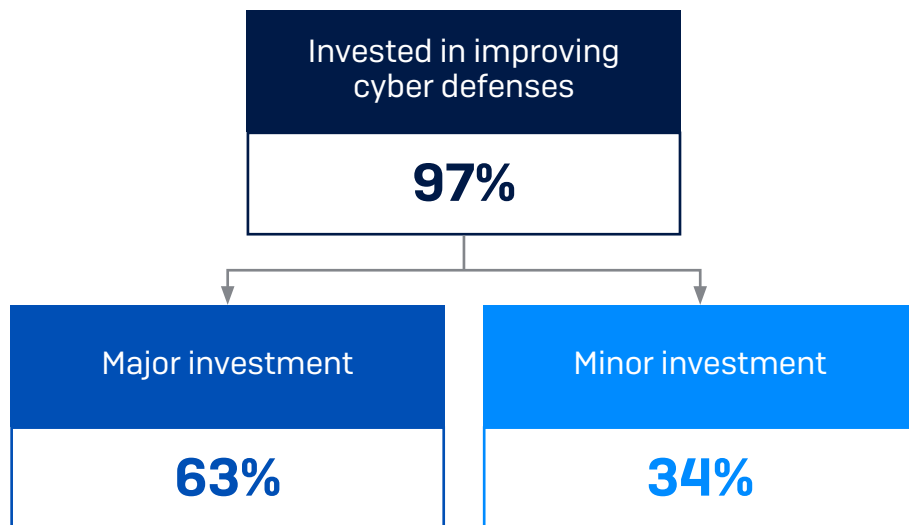 Invested in improving
cyber defenses
97%
Major investment
Minor investment
63%
34%